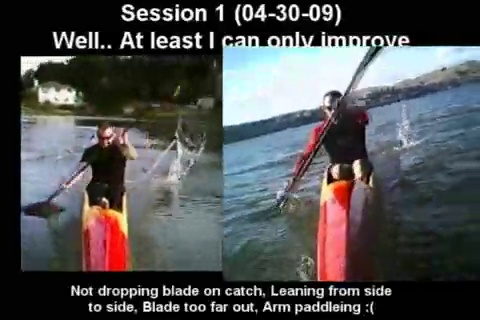 Session 1 (04-30-09)
Well.. At least I can only improve
Not dropping blade on catch, Leaning from side
to side, Blade too far out, Arm paddleing :(